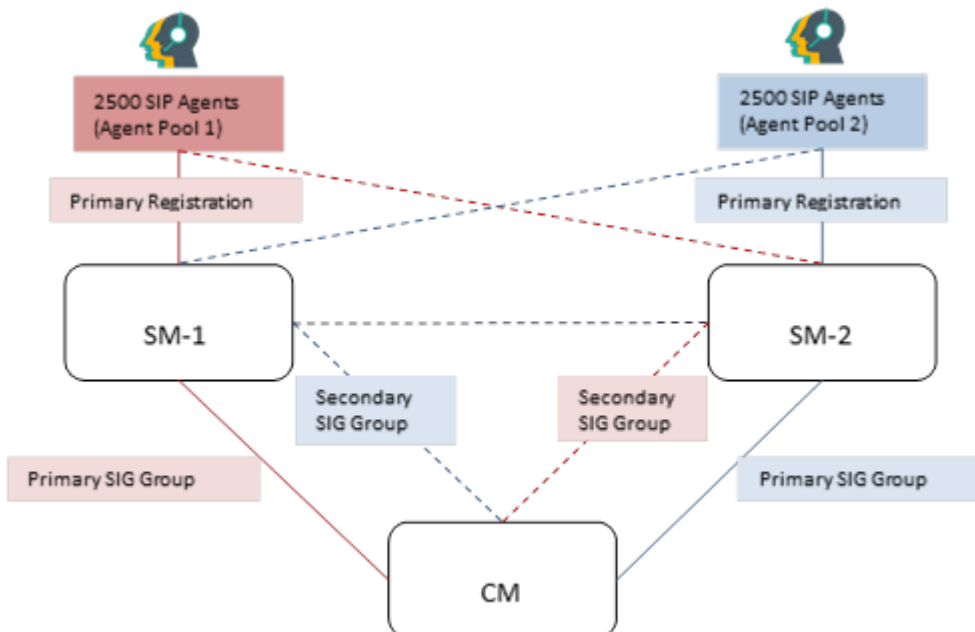 2500 SIP Agents
(Agent Pool 1)
2500 SIP Agents
(Agent Pool 2)
Primary Registration
Primary Registration
SM-1
SM-2
Secondary
SIG Group
Secondary
SIG Group
Primary SIG Group
Primary SIG Group
CM